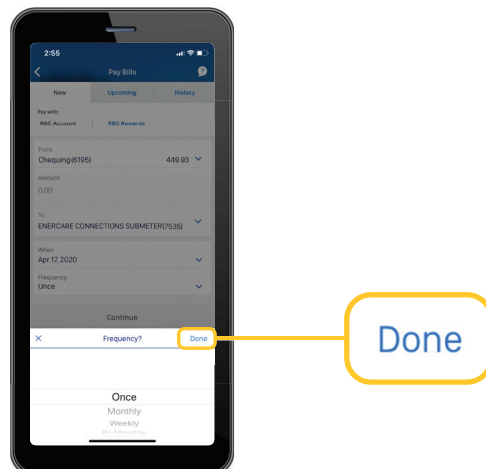 2:55
Pay Bills ?
New Upcoming History
Pay with:
RBC Account RBC Rewards
From
Chequing(6195) 449.93
Amount
0.00
To
ENERCARE CONNECTIONS SUBMETER(7535)
When
Apr 17, 2020
Frequency
Once
Continue
× Frequency? Done
Done
Once
Monthly
Weekly